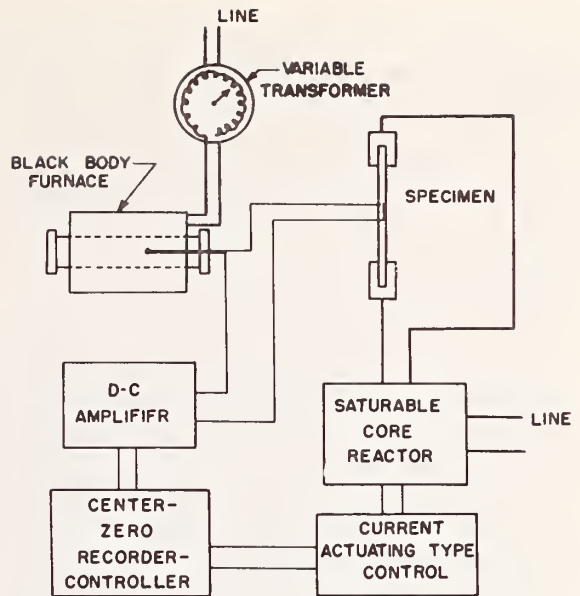 LINE
VARIABLE
TRANSFORMER
BLACK BODY
FURNACE
SPECIMEN
D-C
AMPLIFIFR
SATURABLE
CORE
REACTOR
LINE
CENTER-
ZERO
RECORDER-
CONTROLLER
CURRENT
ACTUATING TYPE
CONTROL